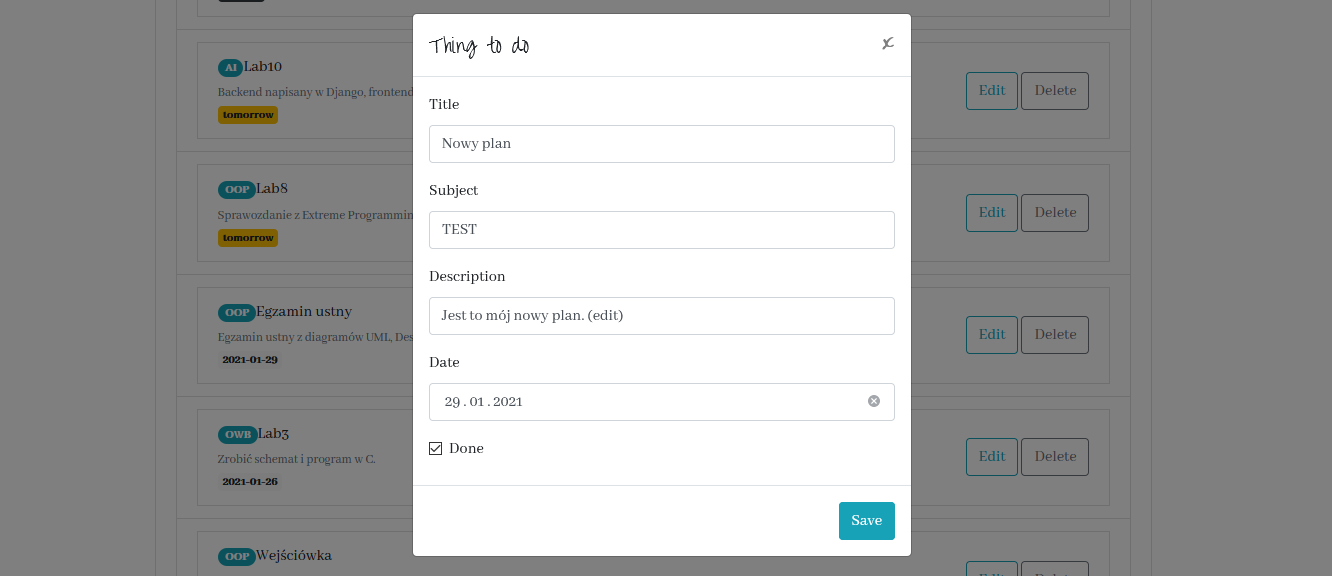 Thing to do
x
Title
Nowy plan
Subject
TEST
Description
Jest to mój nowy plan. (edit)
Date
29 . 01 . 2021
Done
Save
AI Lab10
Backend napisany w Django, frontend
tomorrow
Edit Delete
OOP Lab8
Sprawozdanie z Extreme Programmin
tomorrow
Edit Delete
OOP Egzamin ustny
Egzamin ustny z diagramów UML, Des
2021-01-29
Edit Delete
OWB Lab3
Zrobić schemat i program w C.
2021-01-26
Edit Delete
OOP Wejściówka